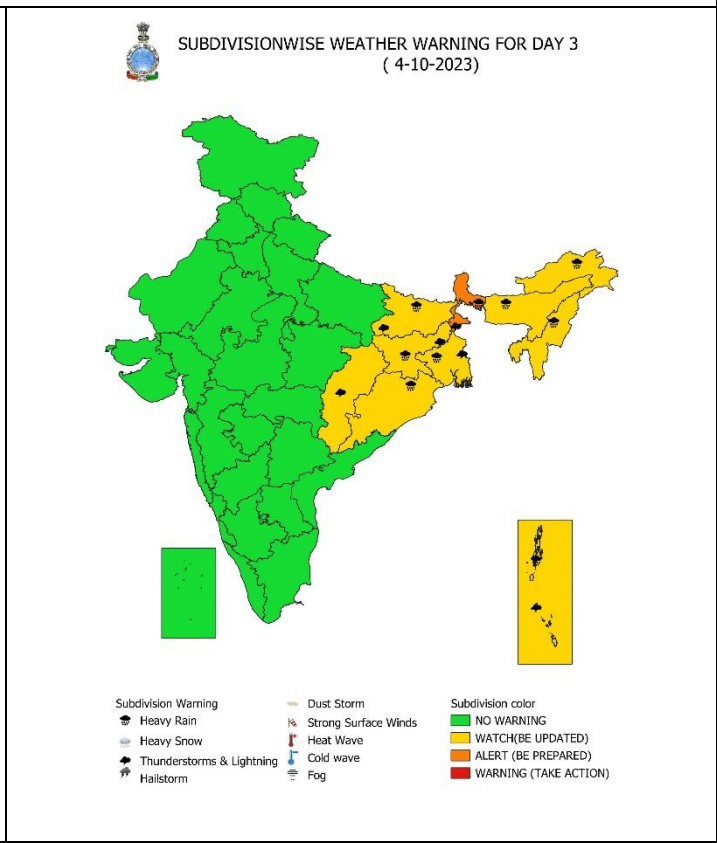 SUBDIVISIONWISE WEATHER WARNING FOR DAY 3
( 4-10-2023)
Subdivision Warning
Heavy Rain
Heavy Snow
Thunderstorms & Lightning
Hailstorm
Dust Storm
Strong Surface Winds
Heat Wave
Cold wave
Fog
Subdivision color
NO WARNING
WATCH(BE UPDATED)
ALERT (BE PREPARED)
WARNING (TAKE ACTION)